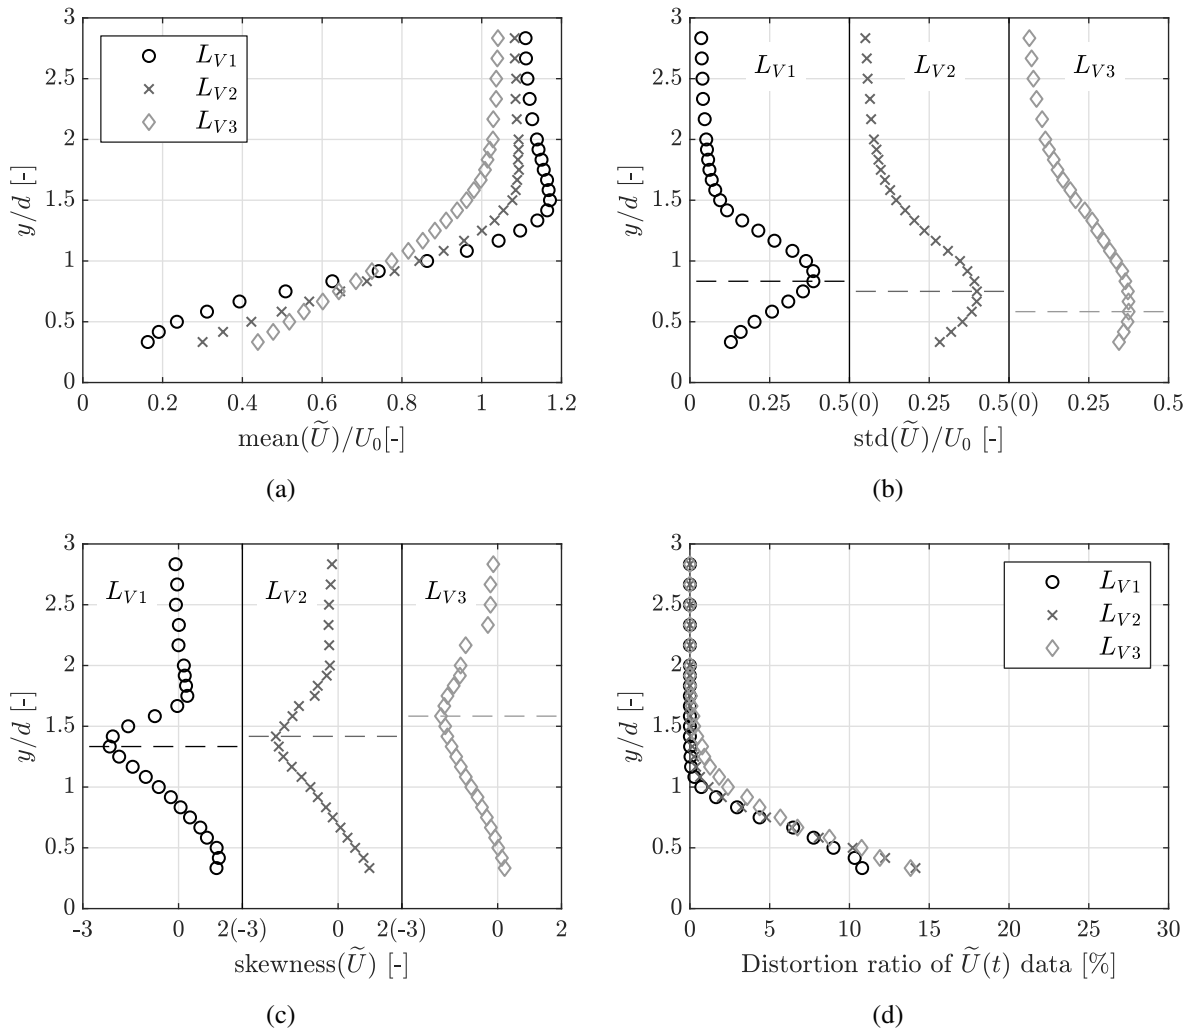 3
2.5
2
1.5
1
0.5
0
y/d [-]
L_{V1}
L_{V2}
L_{V3}
0 0.2 0.4 0.6 0.8 1 1.2
mean(Ũ)/U_0[-]
(a)
3
2.5
2
1.5
1
0.5
0
y/d [-]
L_{V1} L_{V2} L_{V3}
0 0.25 0.5(0) 0.25 0.5(0) 0.25 0.5
std(Ũ)/U_0 [-]
(b)
3
2.5
2
1.5
1
0.5
0
y/d [-]
L_{V1} L_{V2} L_{V3}
-3 0 2(-3) 0 2(-3) 0 2
skewness(Ũ) [-]
(c)
3
2.5
2
1.5
1
0.5
0
y/d [-]
L_{V1}
L_{V2}
L_{V3}
0 5 10 15 20 25 30
Distortion ratio of Ũ(t) data [%]
(d)